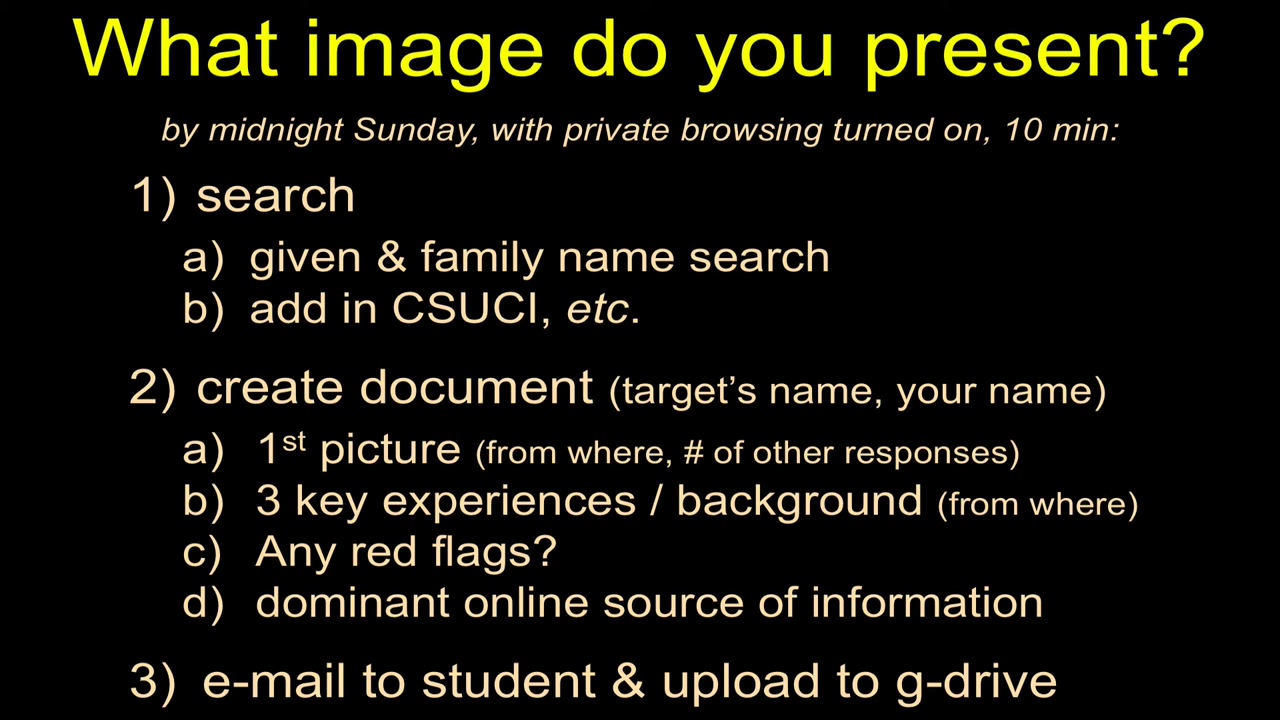 What image do you present?
by midnight Sunday, with private browsing turned on, 10 min:
1) search
a) given & family name search
b) add in CSUCI, etc.
2) create document (target’s name, your name)
a) 1st picture (from where, # of other responses)
b) 3 key experiences / background (from where)
c) Any red flags?
d) dominant online source of information
3) e-mail to student & upload to g-drive